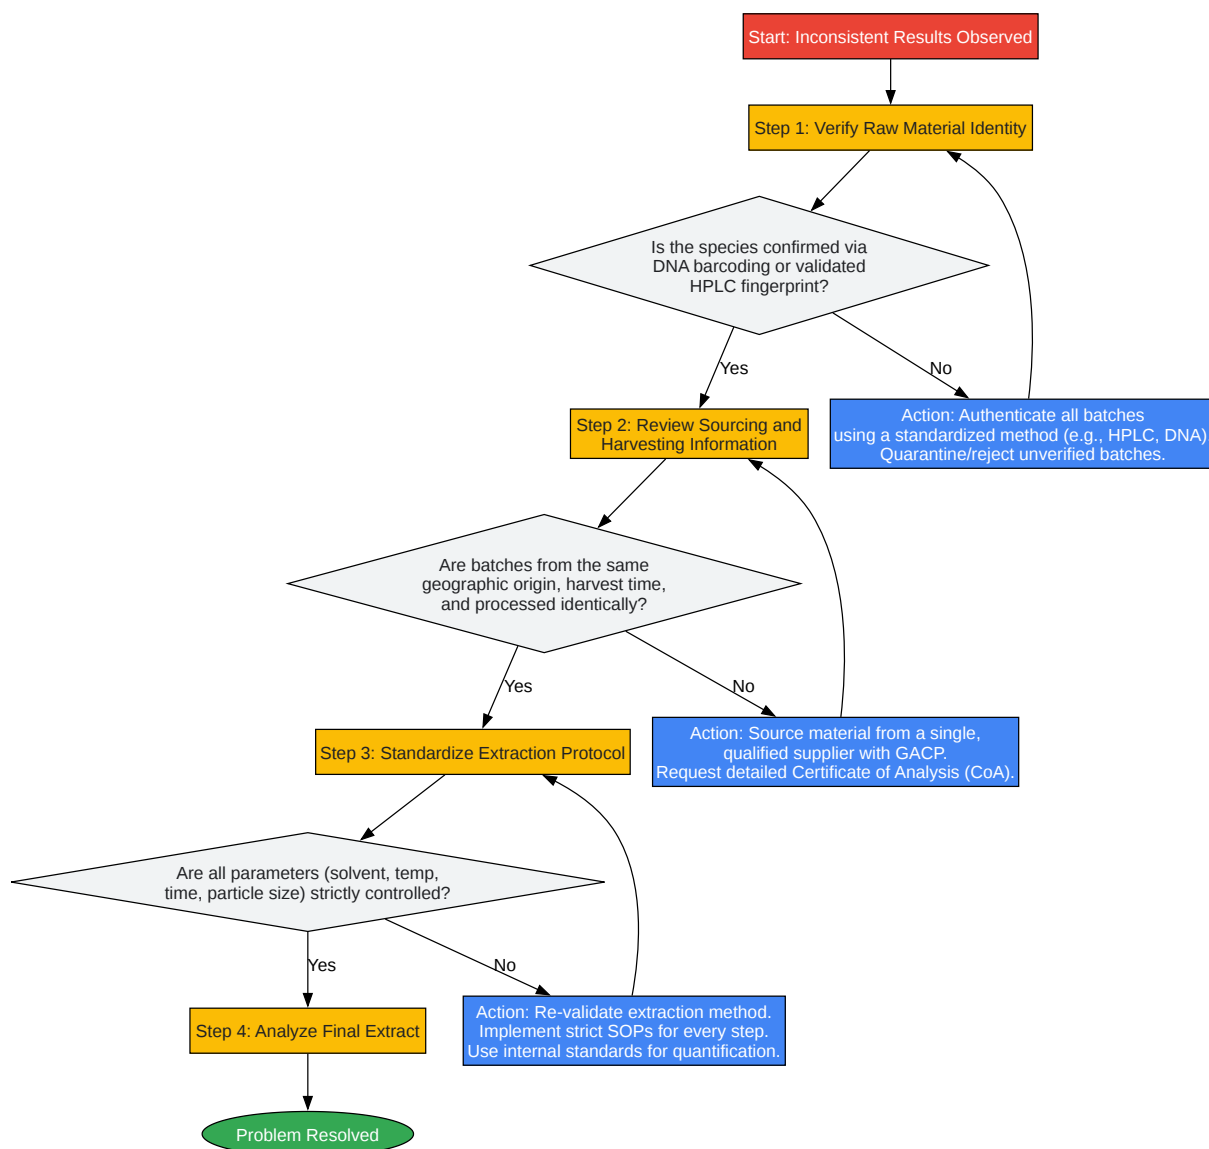 Start: Inconsistent Results Observed
Step 1: Verify Raw Material Identity
Is the species confirmed via
DNA barcoding or validated
HPLC fingerprint?
Yes
No
Action: Authenticate all batches
using a standardized method (e.g., HPLC, DNA).
Quarantine/reject unverified batches.
Step 2: Review Sourcing and
Harvesting Information
Are batches from the same
geographic origin, harvest time,
and processed identically?
Yes
No
Action: Source material from a single,
qualified supplier with GACP.
Request detailed Certificate of Analysis (CoA).
Step 3: Standardize Extraction Protocol
Are all parameters (solvent, temp,
time, particle size) strictly controlled?
Yes
No
Action: Re-validate extraction method.
Implement strict SOPs for every step.
Use internal standards for quantification.
Step 4: Analyze Final Extract
Problem Resolved